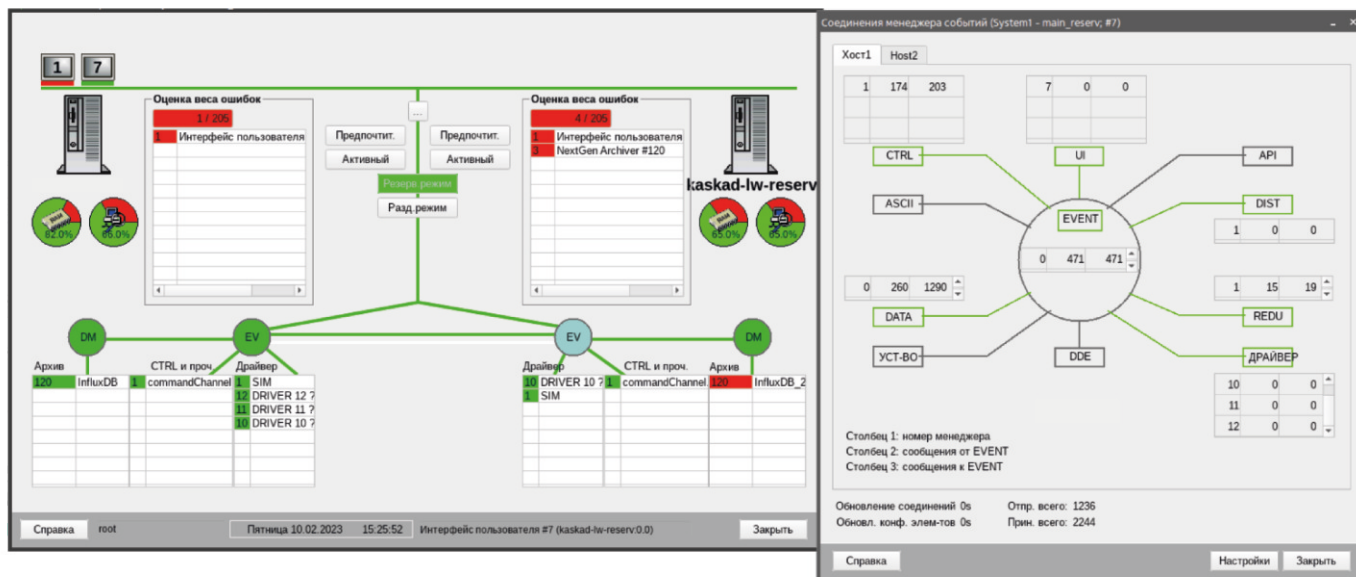 1 7
Оценка веса ошибок
1 / 205
1 Интерфейс пользователя
82.0% 66.0%
...
Предпочтит. Предпочтит.
Активный Активный
Резерв.режим
Разд.режим
Оценка веса ошибок
4 / 205
1 Интерфейс пользователя
3 NextGen Archiver #120
kaskad-lw-reserv
65.0% 65.0%
DM EV EV DM
Архив CTRL и проч. Драйвер
120 InfluxDB 1 commandChannel 1 SIM
12 DRIVER 12 ?
11 DRIVER 11 ?
10 DRIVER 10 ?
Драйвер CTRL и проч. Архив
10 DRIVER 10 ? 1 commandChannel 120 InfluxDB_2
1 SIM
Справка root Пятница 10.02.2023 15:25:52 Интерфейс пользователя #7 (kaskad-lw-reserv:0.0) Закрыть
Соединения менеджера событий (System1 - main_reserv; #7)
Хост1 Host2
1 174 203
7 0 0
CTRL UI API
ASCII EVENT DIST
1 0 0
0 471 471
0 260 1290
1 15 19
DATA REDU
УСТ-ВО DDE ДРАЙВЕР
10 0 0
11 0 0
12 0 0
Столбец 1: номер менеджера
Столбец 2: сообщения от EVENT
Столбец 3: сообщения к EVENT
Обновление соединений 0s Отпр. всего: 1236
Обновл. конф. элем-тов 0s Прин. всего: 2244
Справка Настройки Закрыть